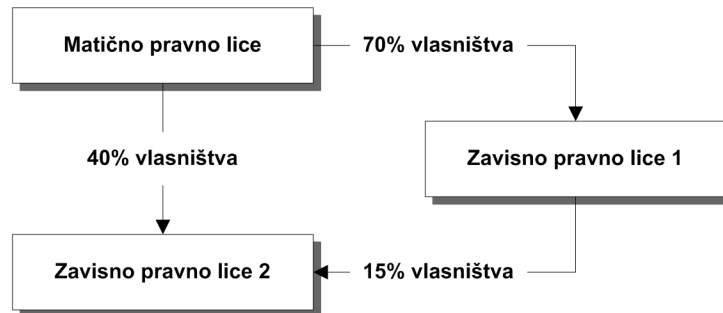 Matično pravno lice
70% vlasništva
40% vlasništva
Zavisno pravno lice 1
Zavisno pravno lice 2
15% vlasništva